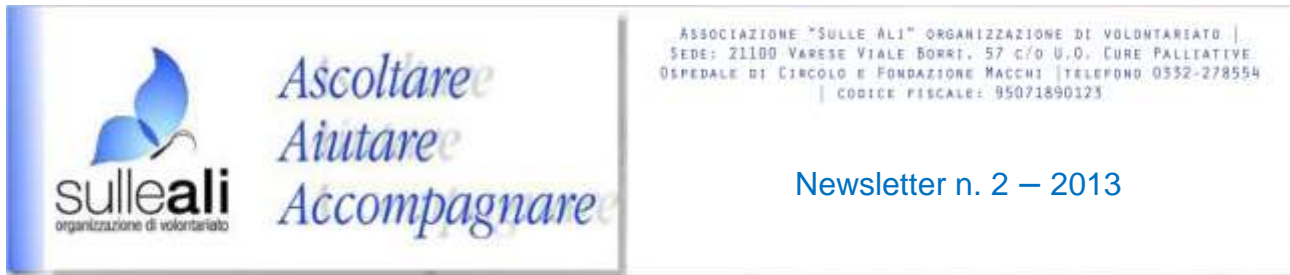 sulleali
organizzazione di volontariato
Ascoltare
Aiutare
Accompagnare
ASSOCIAZIONE "SULLE ALI" ORGANIZZAZIONE DI VOLONTARIATO |
SEDE: 21100 VARESE VIALE BORRI, 57 C/O U.O. CURE PALLIATIVE
OSPEDALE DI CIRCOLO E FONDAZIONE MACCHI |TELEFONO 0332-278554
| CODICE FISCALE: 95071890123
Newsletter n. 2 – 2013